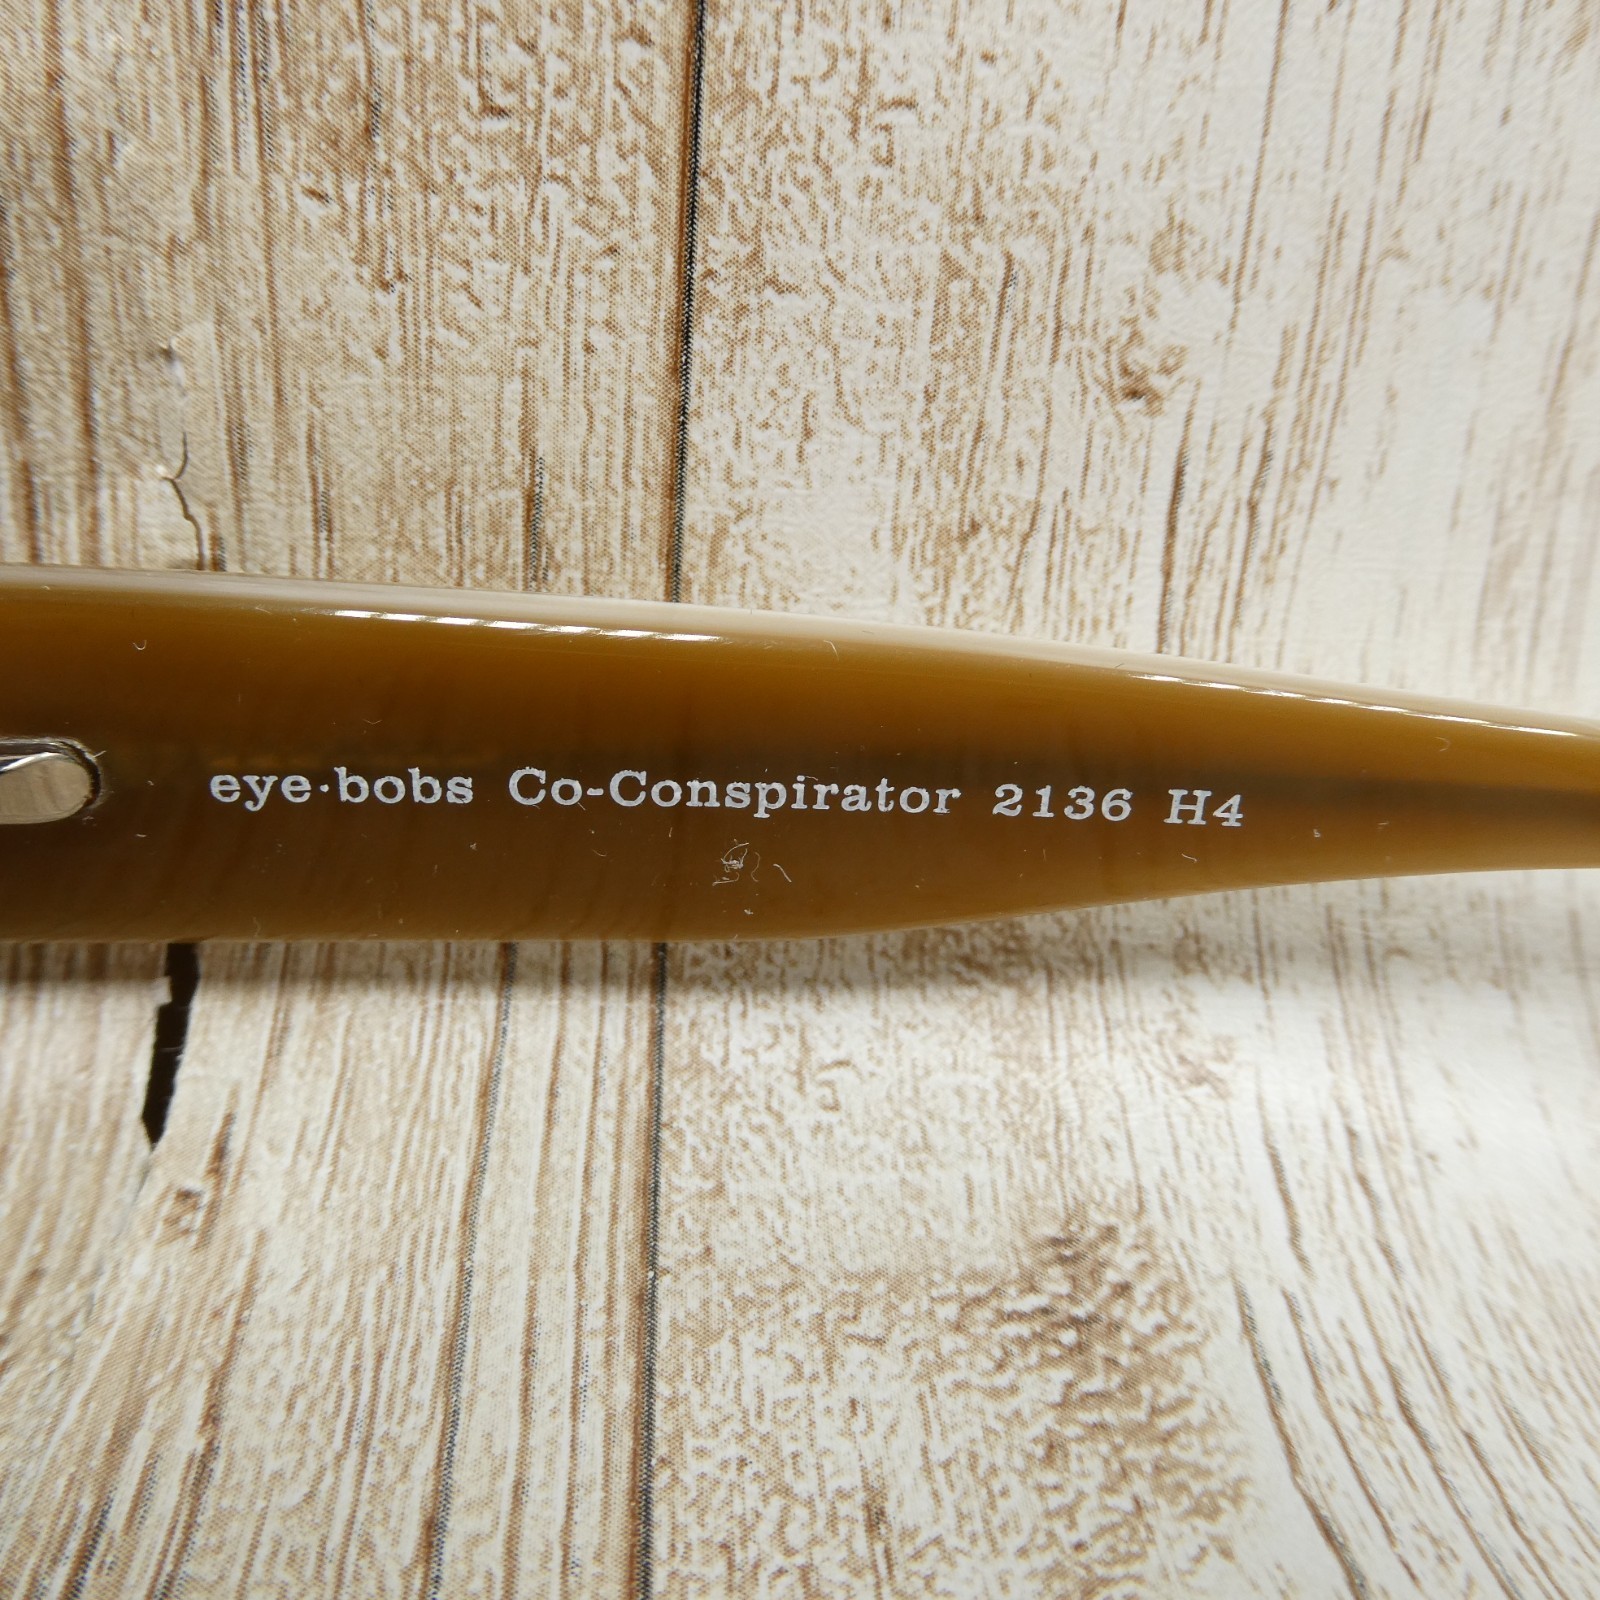 eye·bobs Co-Conspirator 2136 H4